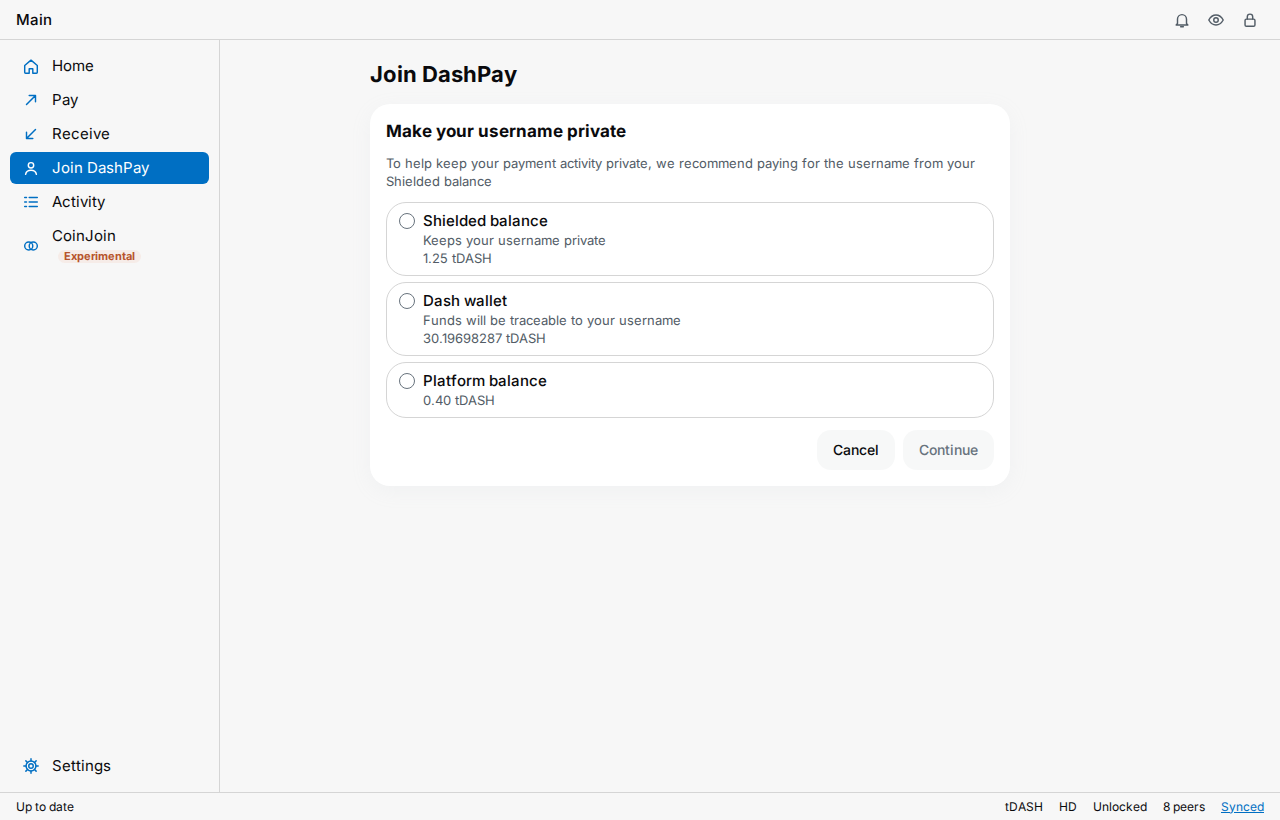 Main
Home
Pay
Receive
Join DashPay
Activity
CoinJoin
Experimental
Settings
Join DashPay
Make your username private
To help keep your payment activity private, we recommend paying for the username from your
Shielded balance
Shielded balance
Keeps your username private
1.25 tDASH
Dash wallet
Funds will be traceable to your username
30.19698287 tDASH
Platform balance
0.40 tDASH
Cancel
Continue
Up to date
tDASH
HD
Unlocked
8 peers
Synced